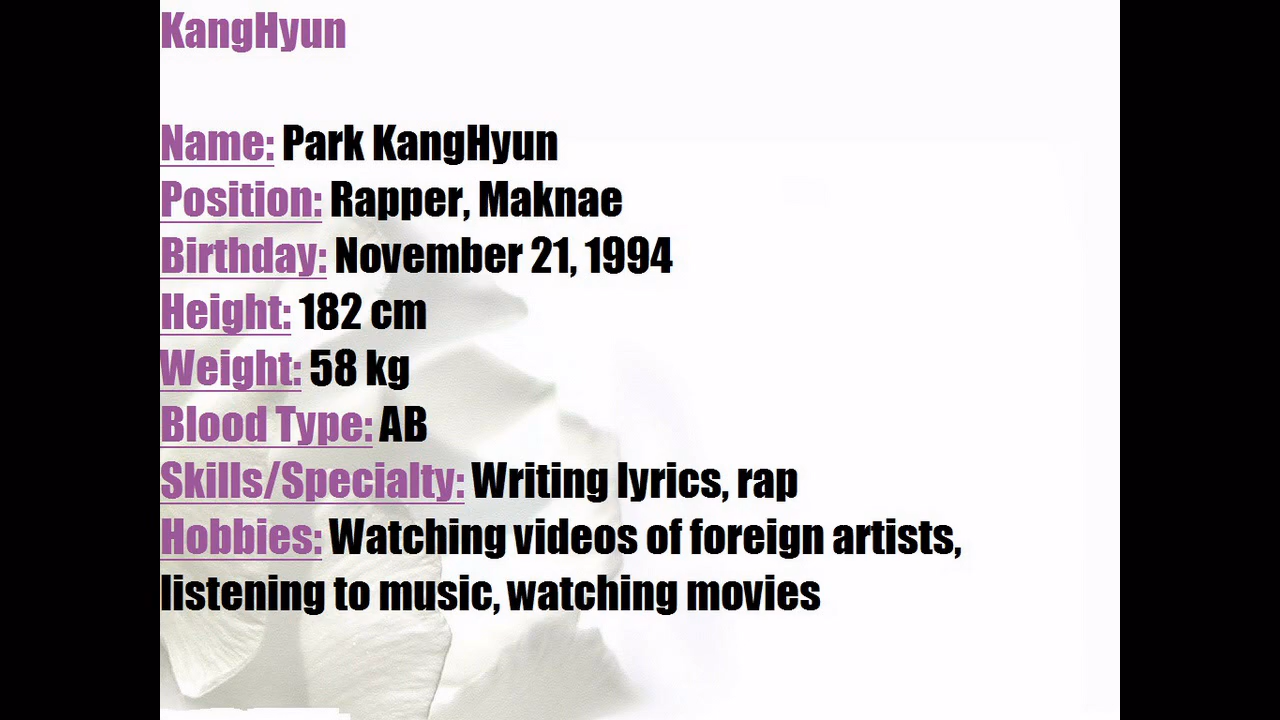 KangHyun
Name: Park KangHyun
Position: Rapper, Maknae
Birthday: November 21, 1994
Height: 182 cm
Weight: 58 kg
Blood Type: AB
Skills/Specialty: Writing lyrics, rap
Hobbies: Watching videos of foreign artists,
listening to music, watching movies